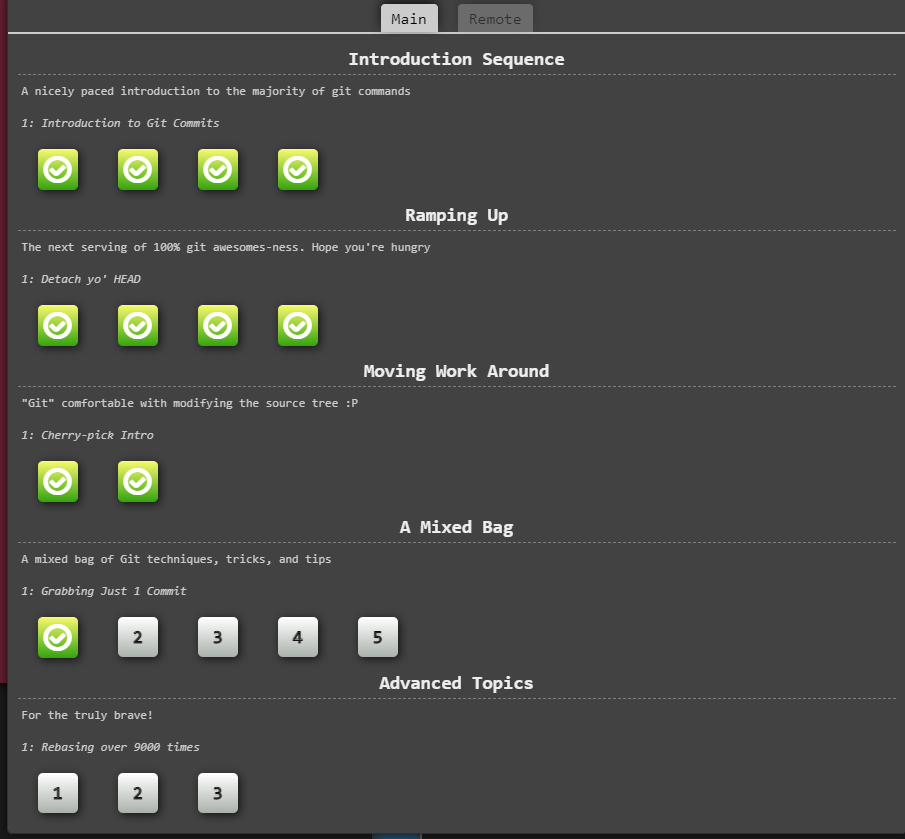 Main Remote
Introduction Sequence
A nicely paced introduction to the majority of git commands
1: Introduction to Git Commits
Ramping Up
The next serving of 100% git awesomes-ness. Hope you're hungry
1: Detach yo' HEAD
Moving Work Around
"Git" comfortable with modifying the source tree :P
1: Cherry-pick Intro
A Mixed Bag
A mixed bag of Git techniques, tricks, and tips
1: Grabbing Just 1 Commit
2 3 4 5
Advanced Topics
For the truly brave!
1: Rebasing over 9000 times
1 2 3